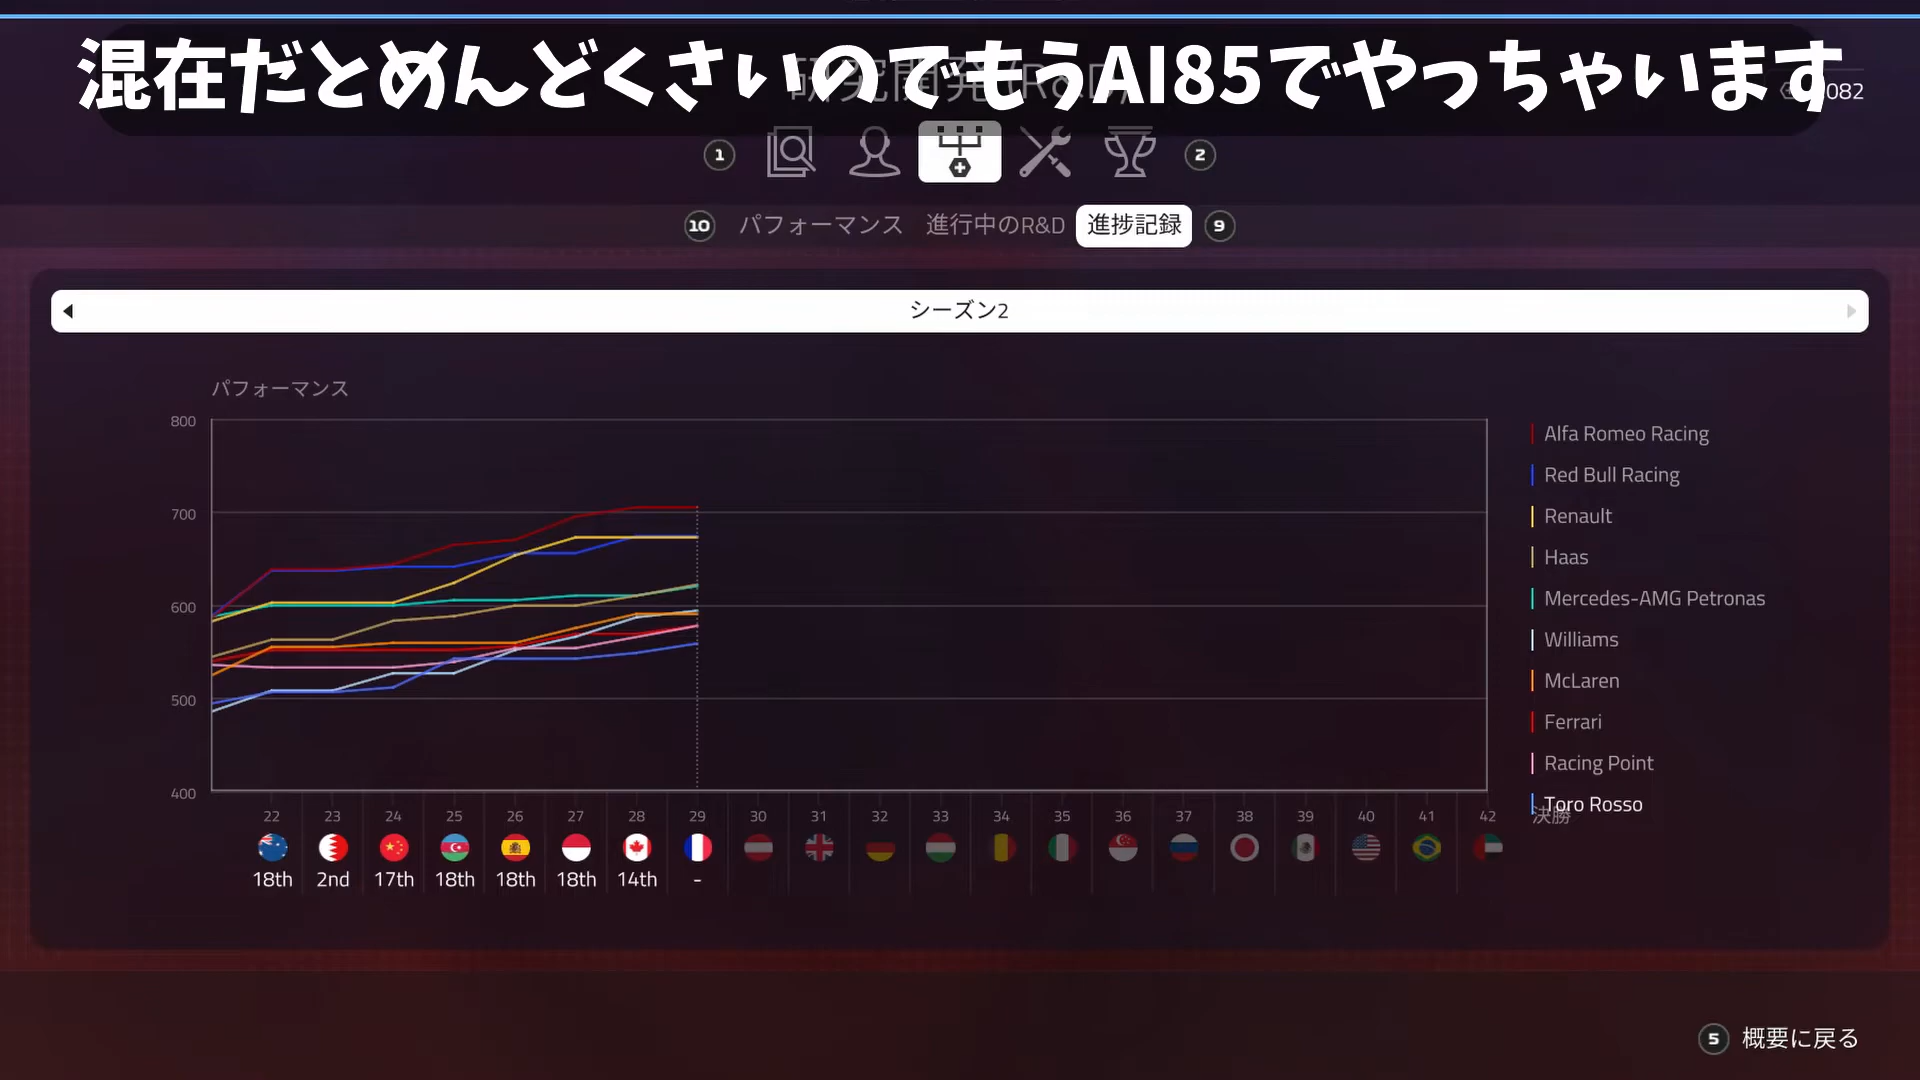 混在だとめんどくさいのでもうAI85でやっちゃいます
研究開発(R&D)
082
1
2
10 パフォーマンス 進行中のR&D 進捗記録 9
シーズン2
パフォーマンス
800
700
600
500
400
Alfa Romeo Racing
Red Bull Racing
Renault
Haas
Mercedes-AMG Petronas
Williams
McLaren
Ferrari
Racing Point
Toro Rosso
22 23 24 25 26 27 28 29 30 31 32 33 34 35 36 37 38 39 40 41 42 決勝
18th 2nd 17th 18th 18th 18th 14th -
5 概要に戻る